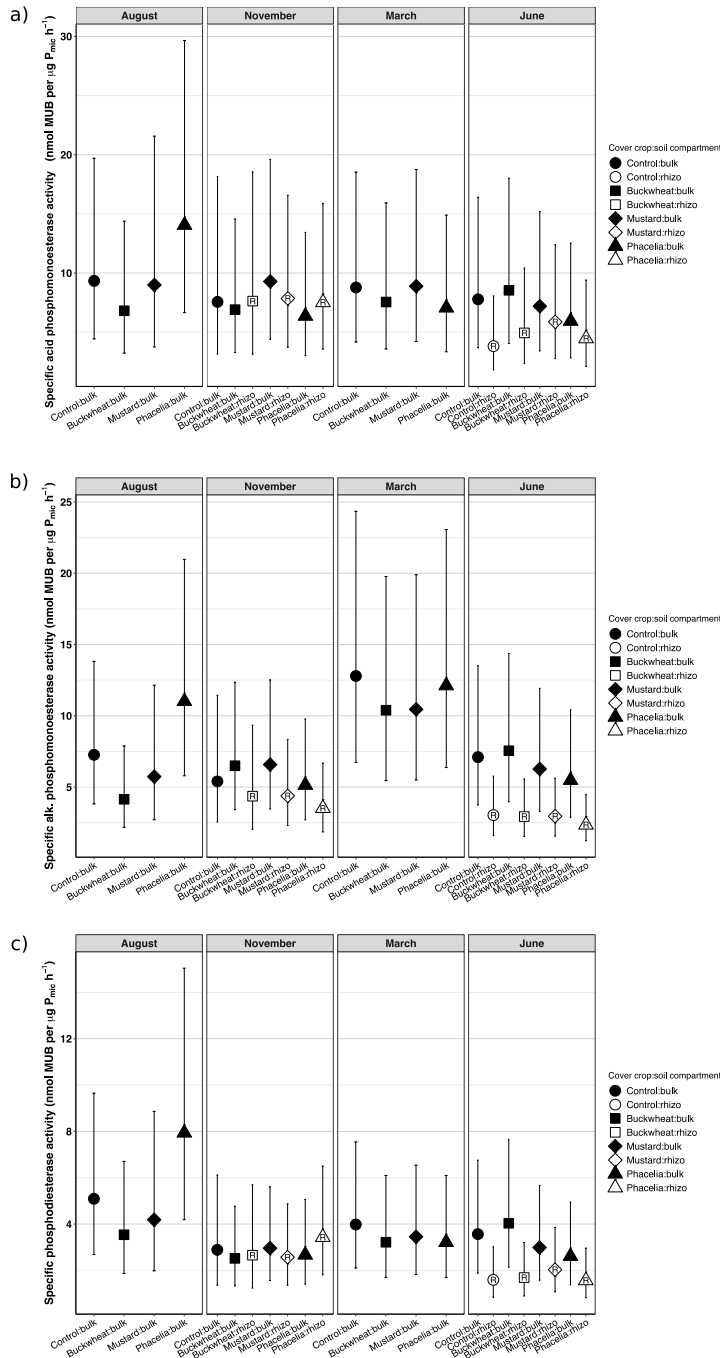 a)
August November March June
Specific acid phosphomonoesterase activity (nmol MUB per µg Pmic h-1)
30
20
10
R R R R R R R
Control:bulk Buckwheat:bulk Mustard:bulk Phacelia:bulk
Control:bulk Buckwheat:bulk Buckwheat:rhizo Mustard:bulk Mustard:rhizo Phacelia:bulk Phacelia:rhizo
Control:bulk Buckwheat:bulk Mustard:bulk Phacelia:bulk
Control:bulk Control:rhizo Buckwheat:bulk Buckwheat:rhizo Mustard:bulk Mustard:rhizo Phacelia:bulk Phacelia:rhizo
Cover crop:soil compartment
Control:bulk
Control:rhizo
Buckwheat:bulk
Buckwheat:rhizo
Mustard:bulk
Mustard:rhizo
Phacelia:bulk
Phacelia:rhizo
b)
August November March June
Specific alk. phosphomonoesterase activity (nmol MUB per µg Pmic h-1)
25
20
15
10
5
R R R R R R R
Control:bulk Buckwheat:bulk Mustard:bulk Phacelia:bulk
Control:bulk Buckwheat:bulk Buckwheat:rhizo Mustard:bulk Mustard:rhizo Phacelia:bulk Phacelia:rhizo
Control:bulk Buckwheat:bulk Mustard:bulk Phacelia:bulk
Control:bulk Control:rhizo Buckwheat:bulk Buckwheat:rhizo Mustard:bulk Mustard:rhizo Phacelia:bulk Phacelia:rhizo
Cover crop:soil compartment
Control:bulk
Control:rhizo
Buckwheat:bulk
Buckwheat:rhizo
Mustard:bulk
Mustard:rhizo
Phacelia:bulk
Phacelia:rhizo
c)
August November March June
Specific phosphodiesterase activity (nmol MUB per µg Pmic h-1)
12
8
4
R R R R R R R
Control:bulk Buckwheat:bulk Mustard:bulk Phacelia:bulk
Control:bulk Buckwheat:bulk Buckwheat:rhizo Mustard:bulk Mustard:rhizo Phacelia:bulk Phacelia:rhizo
Control:bulk Buckwheat:bulk Mustard:bulk Phacelia:bulk
Control:bulk Control:rhizo Buckwheat:bulk Buckwheat:rhizo Mustard:bulk Mustard:rhizo Phacelia:bulk Phacelia:rhizo
Cover crop:soil compartment
Control:bulk
Control:rhizo
Buckwheat:bulk
Buckwheat:rhizo
Mustard:bulk
Mustard:rhizo
Phacelia:bulk
Phacelia:rhizo